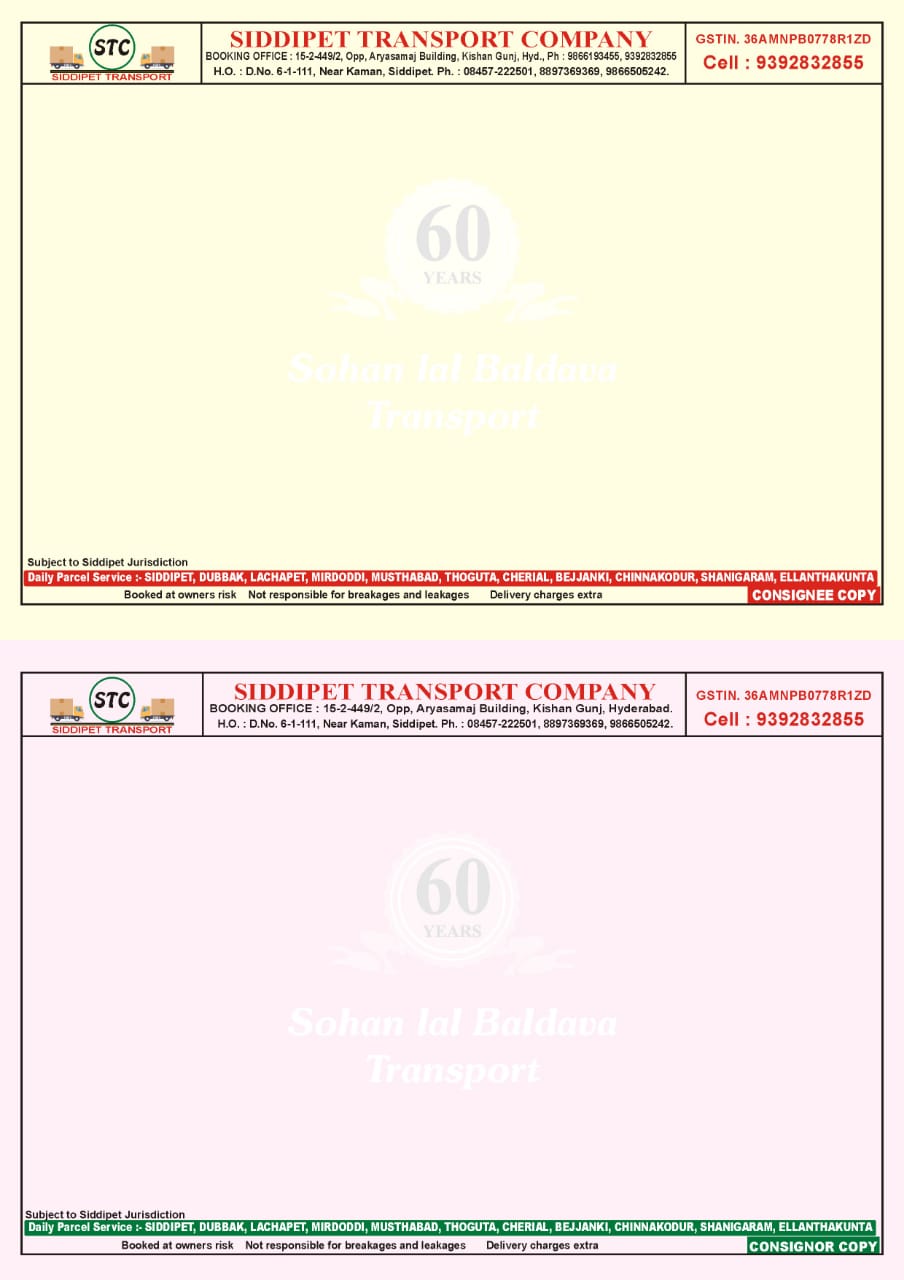 STC
SIDDIPET TRANSPORT
SIDDIPET TRANSPORT COMPANY
BOOKING OFFICE : 15-2-449/2, Opp, Aryasamaj Building, Kishan Gunj, Hyd., Ph : 9866193455, 9392832855
H.O. : D.No. 6-1-111, Near Kaman, Siddipet. Ph. : 08457-222501, 8897369369, 9866505242.
GSTIN. 36AMNPB0778R1ZD
Cell : 9392832855
60
YEARS
Sohan lal Baldava
Transport
Subject to Siddipet Jurisdiction
Daily Parcel Service :- SIDDIPET, DUBBAK, LACHAPET, MIRDODDI, MUSTHABAD, THOGUTA, CHERIAL, BEJJANKI, CHINNAKODUR, SHANIGARAM, ELLANTHAKUNTA
Booked at owners risk Not responsible for breakages and leakages Delivery charges extra
CONSIGNEE COPY
STC
SIDDIPET TRANSPORT
SIDDIPET TRANSPORT COMPANY
BOOKING OFFICE : 15-2-449/2, Opp, Aryasamaj Building, Kishan Gunj, Hyderabad.
H.O. : D.No. 6-1-111, Near Kaman, Siddipet. Ph. : 08457-222501, 8897369369, 9866505242.
GSTIN. 36AMNPB0778R1ZD
Cell : 9392832855
60
YEARS
Sohan lal Baldava
Transport
Subject to Siddipet Jurisdiction
Daily Parcel Service :- SIDDIPET, DUBBAK, LACHAPET, MIRDODDI, MUSTHABAD, THOGUTA, CHERIAL, BEJJANKI, CHINNAKODUR, SHANIGARAM, ELLANTHAKUNTA
Booked at owners risk Not responsible for breakages and leakages Delivery charges extra
CONSIGNOR COPY